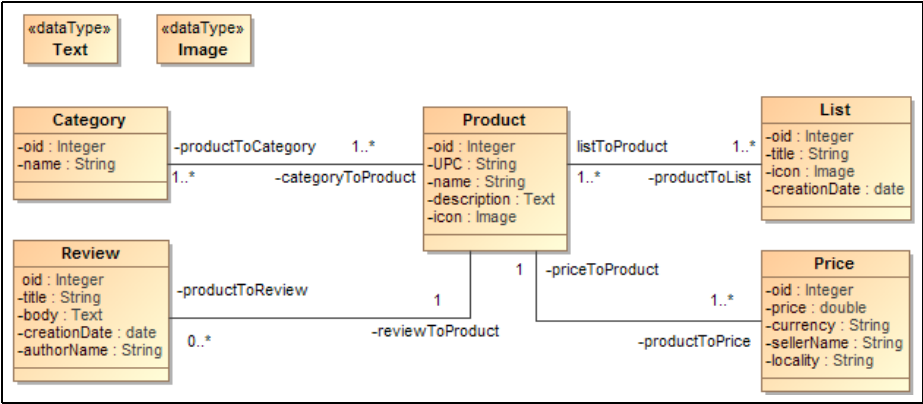 «dataType»
Text
«dataType»
Image
Category
-oid : Integer
-name : String
-productToCategory
1..*
1..*
-categoryToProduct
Product
-oid : Integer
-UPC : String
-name : String
-description : Text
-icon : Image
listToProduct
1..*
1..*
-productToList
List
-oid : Integer
-title : String
-icon : Image
-creationDate : date
Review
oid : Integer
-title : String
-body : Text
-creationDate : date
-authorName : String
-productToReview
1
0..*
-reviewToProduct
1
-priceToProduct
1..*
-productToPrice
Price
-oid : Integer
-price : double
-currency : String
-sellerName : String
-locality : String